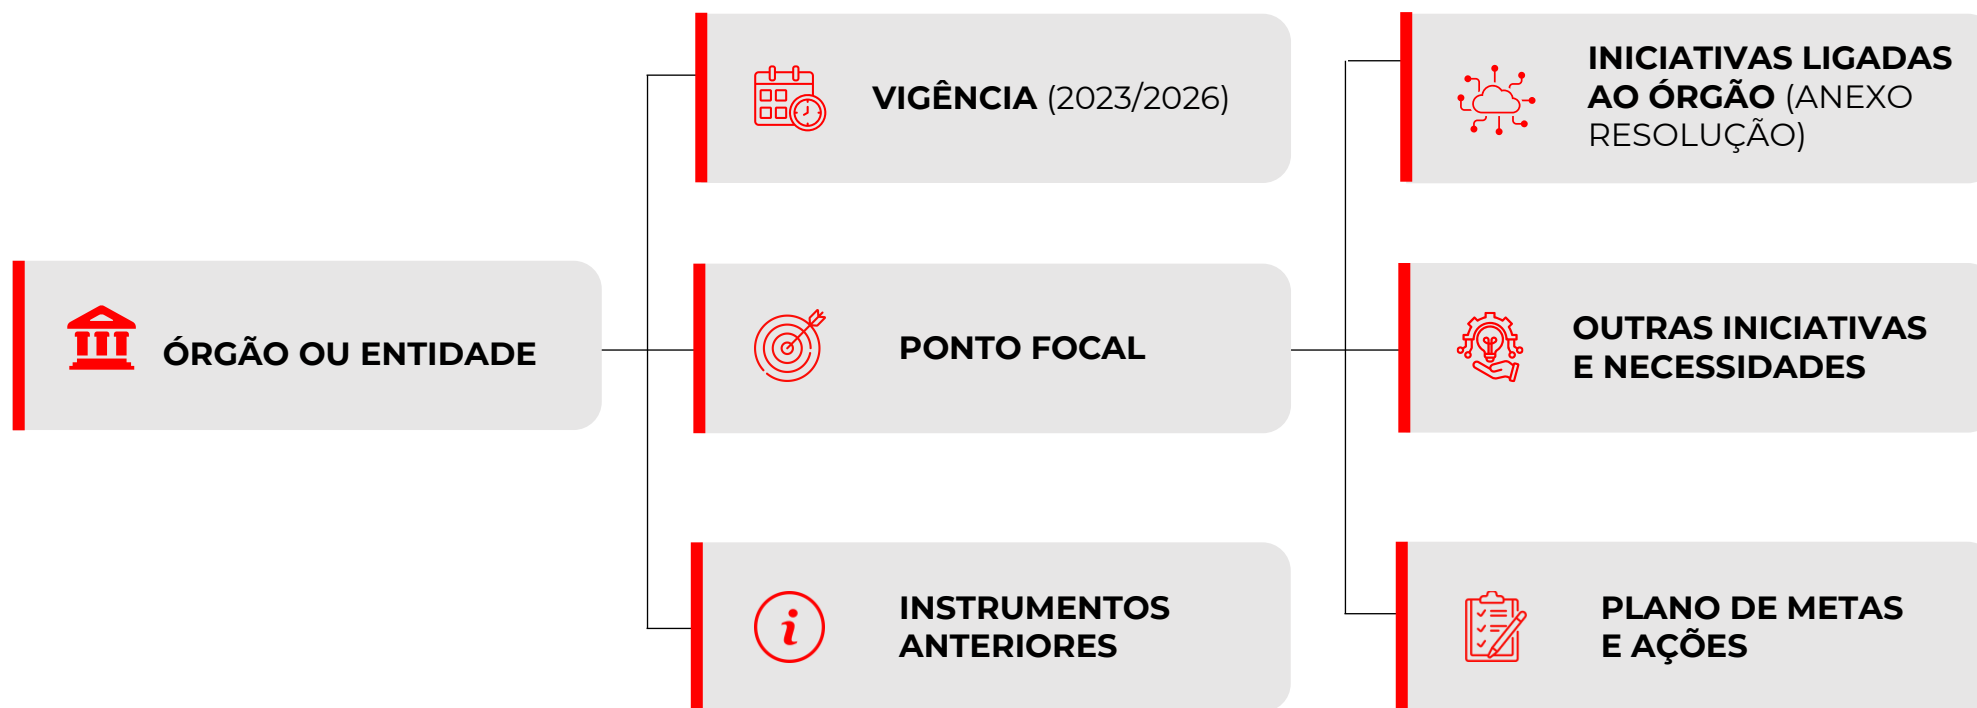 ÓRGÃO OU ENTIDADE
VIGÊNCIA (2023/2026)
PONTO FOCAL
INSTRUMENTOS
ANTERIORES
INICIATIVAS LIGADAS
AO ÓRGÃO (ANEXO
RESOLUÇÃO)
OUTRAS INICIATIVAS
E NECESSIDADES
PLANO DE METAS
E AÇÕES